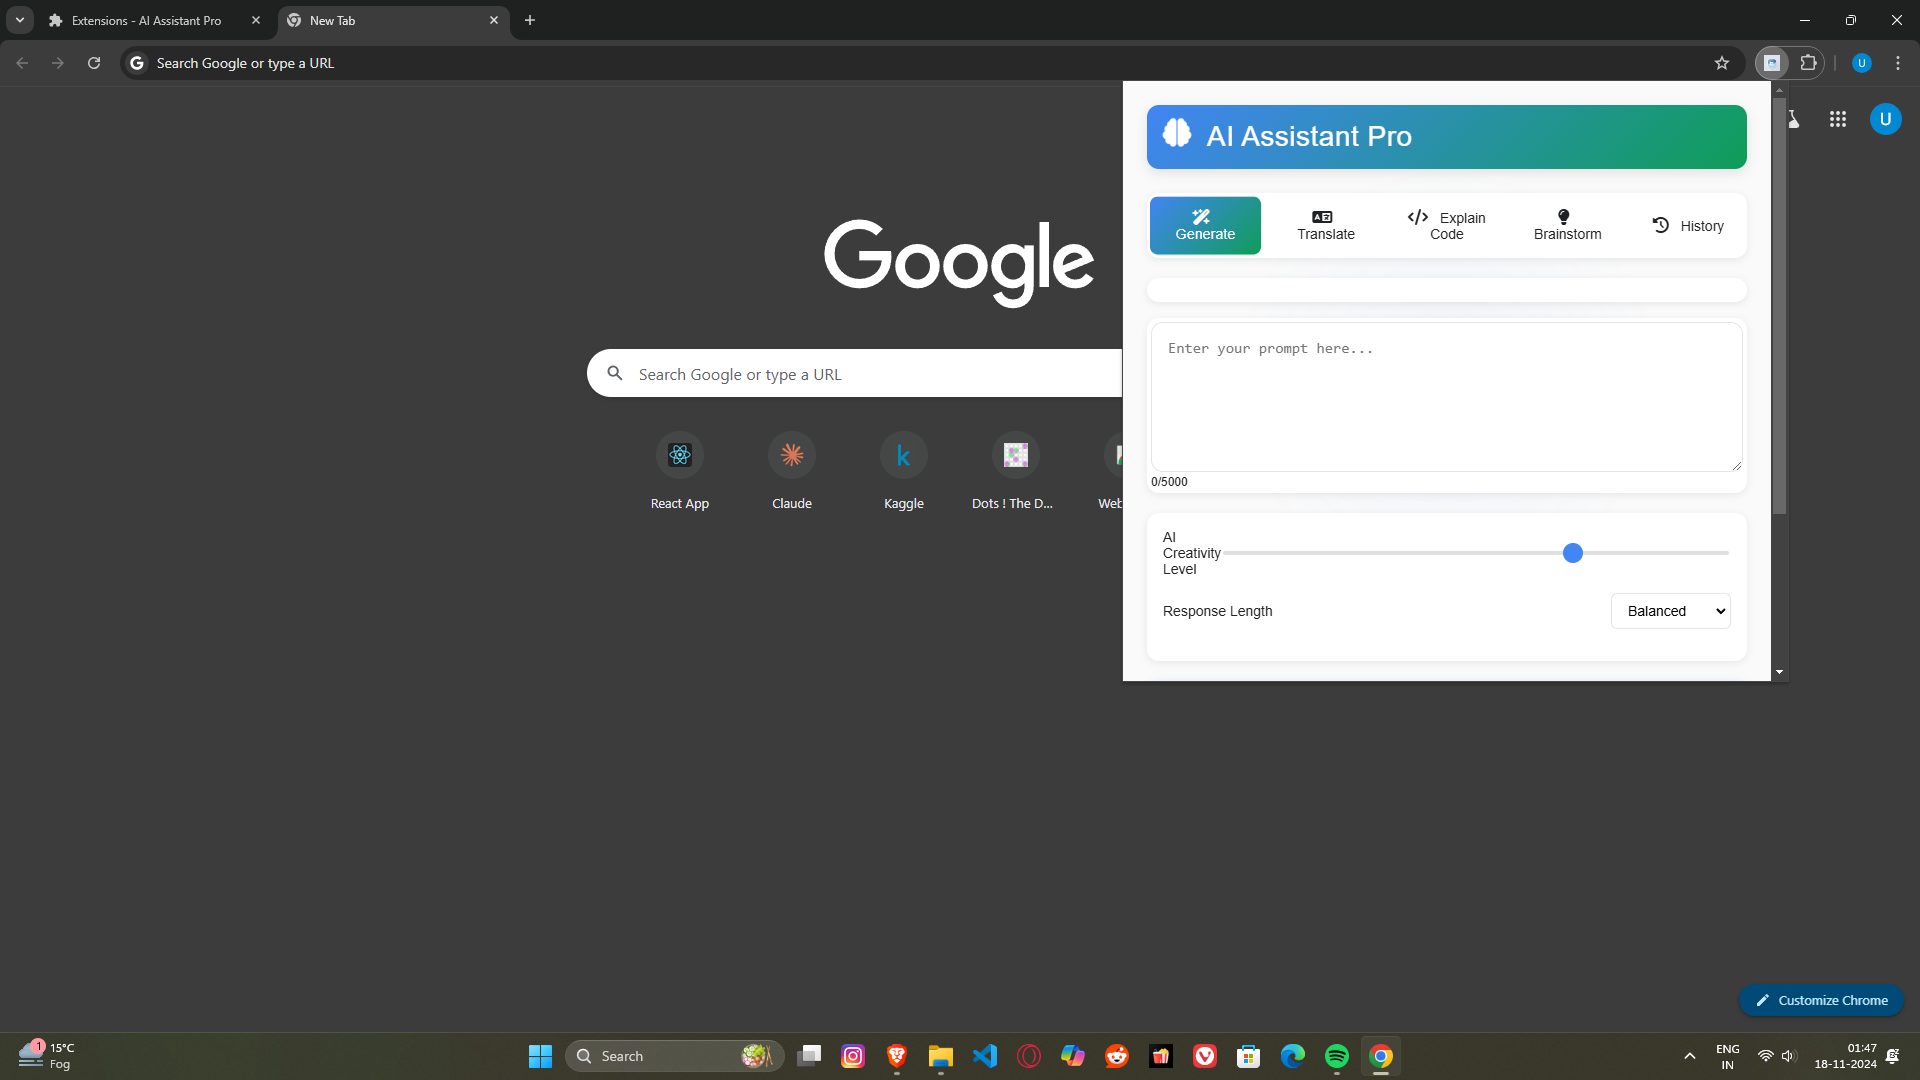 Extensions - AI Assistant Pro
New Tab
Search Google or type a URL
U
U
Google
Search Google or type a URL
React App
Claude
Kaggle
Dots ! The D...
AI Assistant Pro
Generate
Translate
Explain
Code
Brainstorm
History
Enter your prompt here...
0/5000
AI
Creativity
Level
Response Length
Balanced
Customize Chrome
1
15°C
Fog
Search
ENG
IN
01:47
18-11-2024